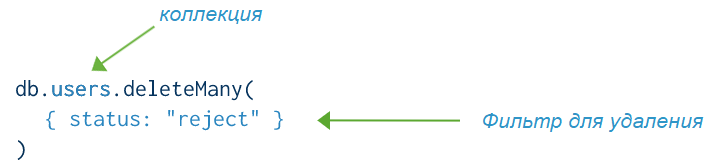 коллекция
db.users.deleteMany(
{ status: "reject" }
Фильтр для удаления
)